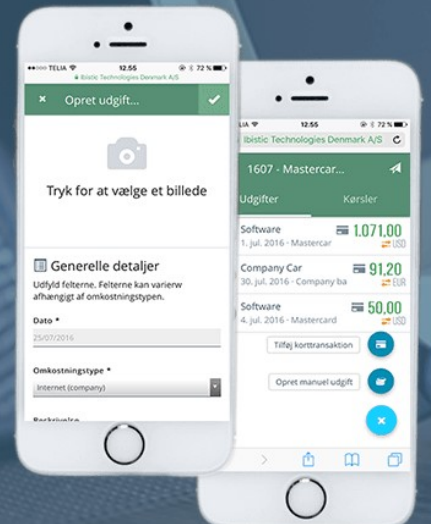 TELIA 12.55 72 %
Ibistic Technologies Denmark A/S
× Opret udgift...
Tryk for at vælge et billede
Generelle detaljer
Udfyld felterne. Felterne kan varierw
afhængigt af omkostningstypen.
Dato *
25/07/2016
Omkostningstype *
Internet (company)
Beskrivelse
LIA 12.55 72 %
Ibistic Technologies Denmark A/S
1607 - Mastercar...
Udgifter Kørsler
Software 1.071,00
1. jul. 2016 - Mastercar USD
Company Car 91,20
30. jul. 2016 - Company ba EUR
Software 50,00
4. jul. 2016 - Mastercard USD
Tilføj korttransaktion
Opret manuel udgift
×